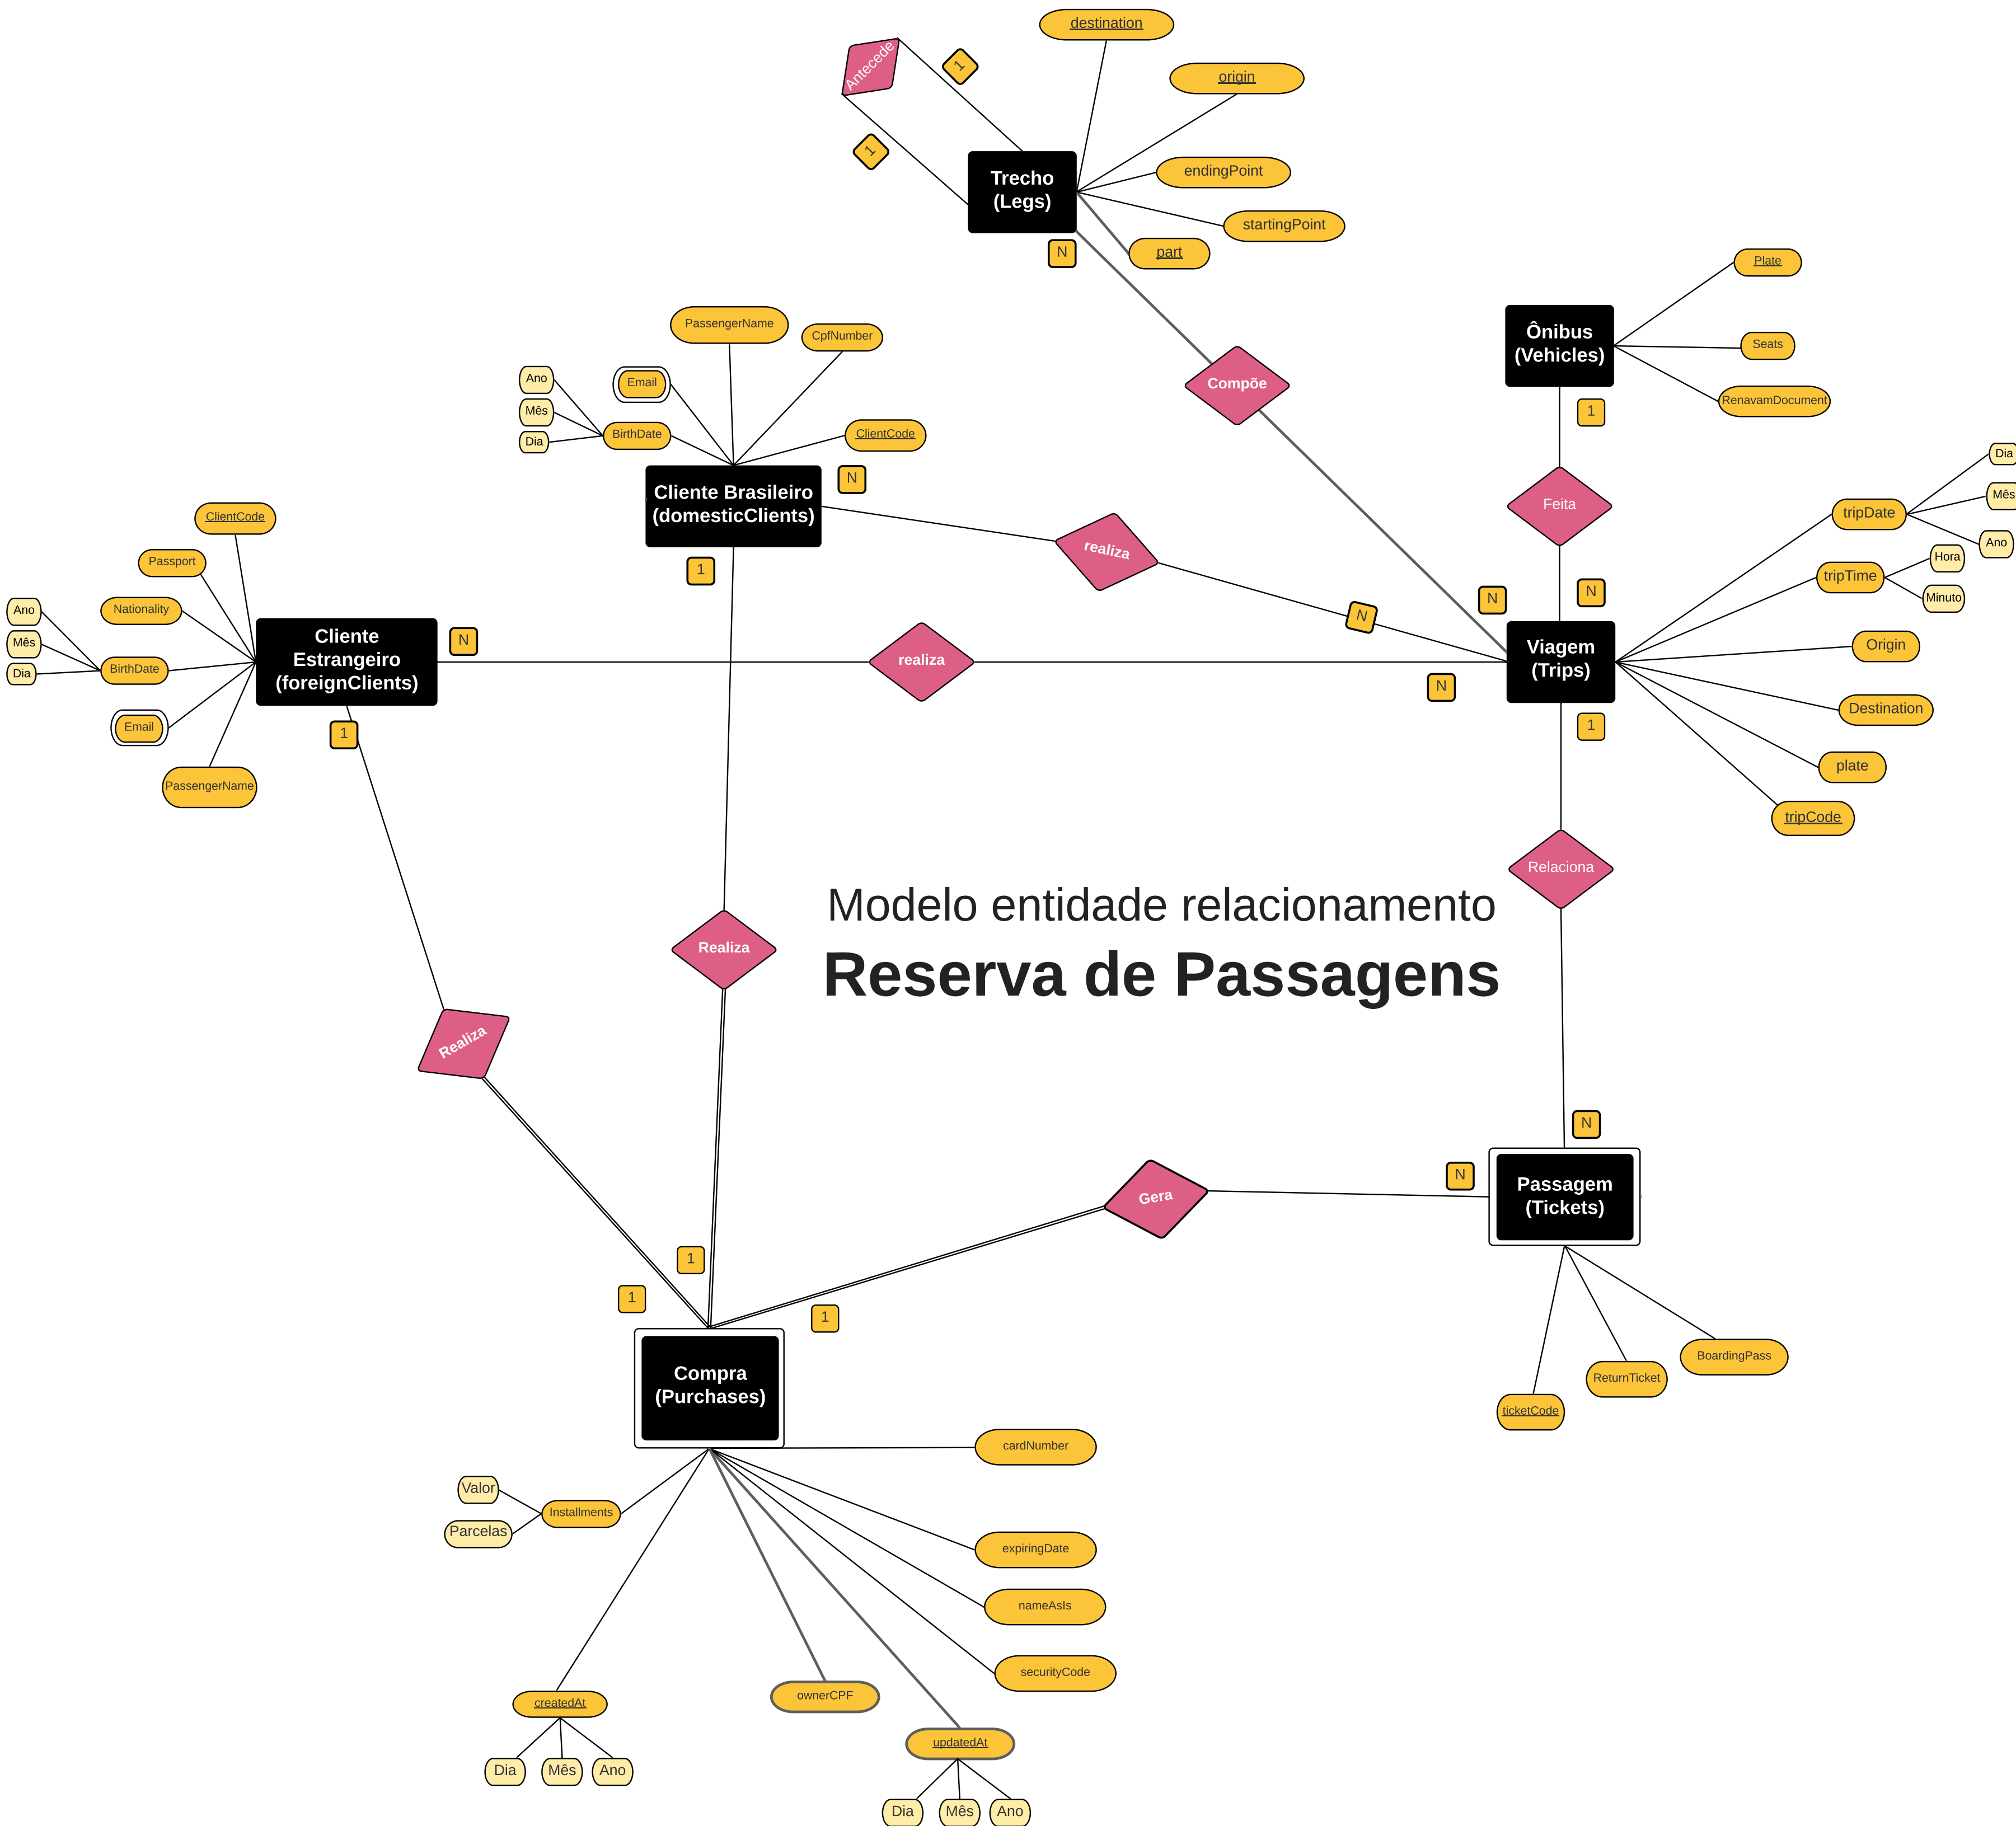 destination
Antecede
1
origin
1
Trecho
(Legs)
endingPoint
startingPoint
part
N
Plate
PassengerName
CpfNumber
Ônibus
(Vehicles)
Seats
Ano
Email
Compõe
RenavamDocument
Mês
1
BirthDate
ClientCode
Dia
Dia
N
Cliente Brasileiro
(domesticClients)
Mês
Feita
tripDate
ClientCode
Ano
realiza
Hora
Passport
1
tripTime
N
N
Minuto
Ano
Nationality
N
Mês
Cliente
Estrangeiro
(foreignClients)
N
realiza
Viagem
(Trips)
Origin
BirthDate
Dia
N
Destination
Email
1
1
plate
PassengerName
tripCode
Relaciona
Modelo entidade relacionamento
Reserva de Passagens
Realiza
Realiza
N
N
Gera
Passagem
(Tickets)
1
1
1
BoardingPass
Compra
(Purchases)
ReturnTicket
ticketCode
cardNumber
Valor
Installments
Parcelas
expiringDate
nameAsIs
securityCode
ownerCPF
createdAt
updatedAt
Dia
Mês
Ano
Dia
Mês
Ano